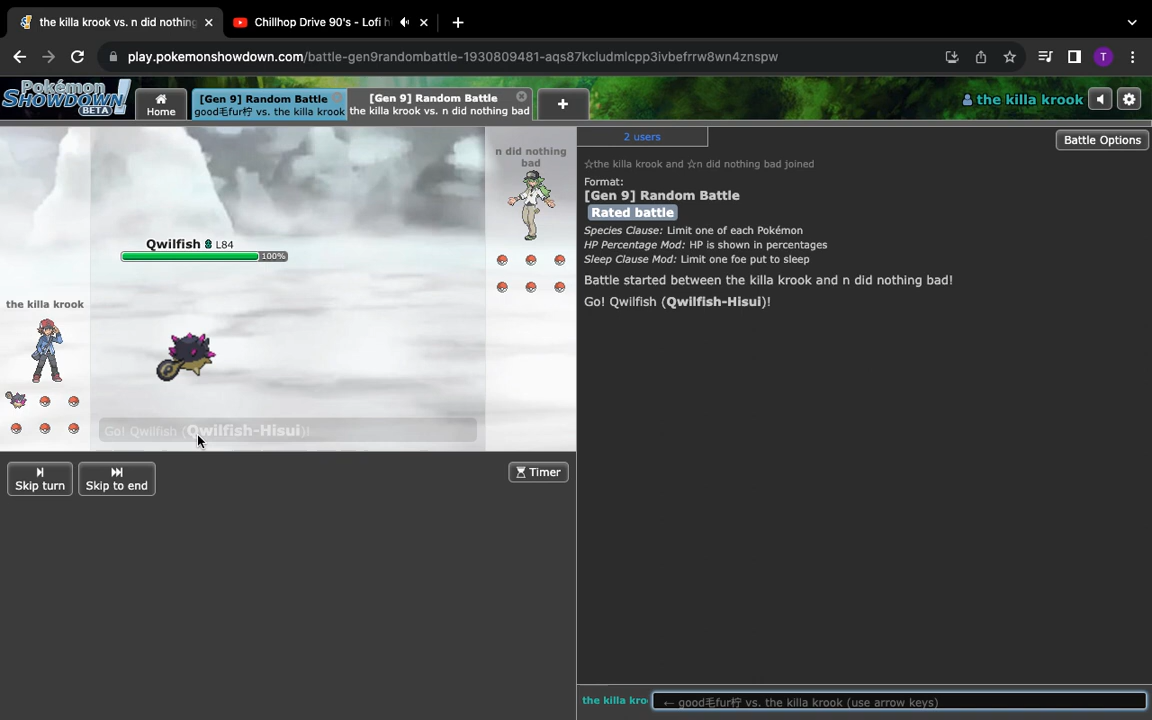 the killa krook vs. n did nothing
Chillhop Drive 90's - Lofi h
play.pokemonshowdown.com/battle-gen9randombattle-1930809481-aqs87kcludmlcpp3ivbefrrw8wn4znspw
T
Pokémon
SHOWDOWN!
BETA
Home
[Gen 9] Random Battle
good毛fur柠 vs. the killa krook
[Gen 9] Random Battle
the killa krook vs. n did nothing bad
the killa krook
n did nothing
bad
Qwilfish L84
100%
the killa krook
Go! Qwilfish (Qwilfish-Hisui)!
Skip turn
Skip to end
Timer
2 users
Battle Options
☆the killa krook and ☆n did nothing bad joined
Format:
[Gen 9] Random Battle
Rated battle
Species Clause: Limit one of each Pokémon
HP Percentage Mod: HP is shown in percentages
Sleep Clause Mod: Limit one foe put to sleep
Battle started between the killa krook and n did nothing bad!
Go! Qwilfish (Qwilfish-Hisui)!
the killa kro
← good毛fur柠 vs. the killa krook (use arrow keys)